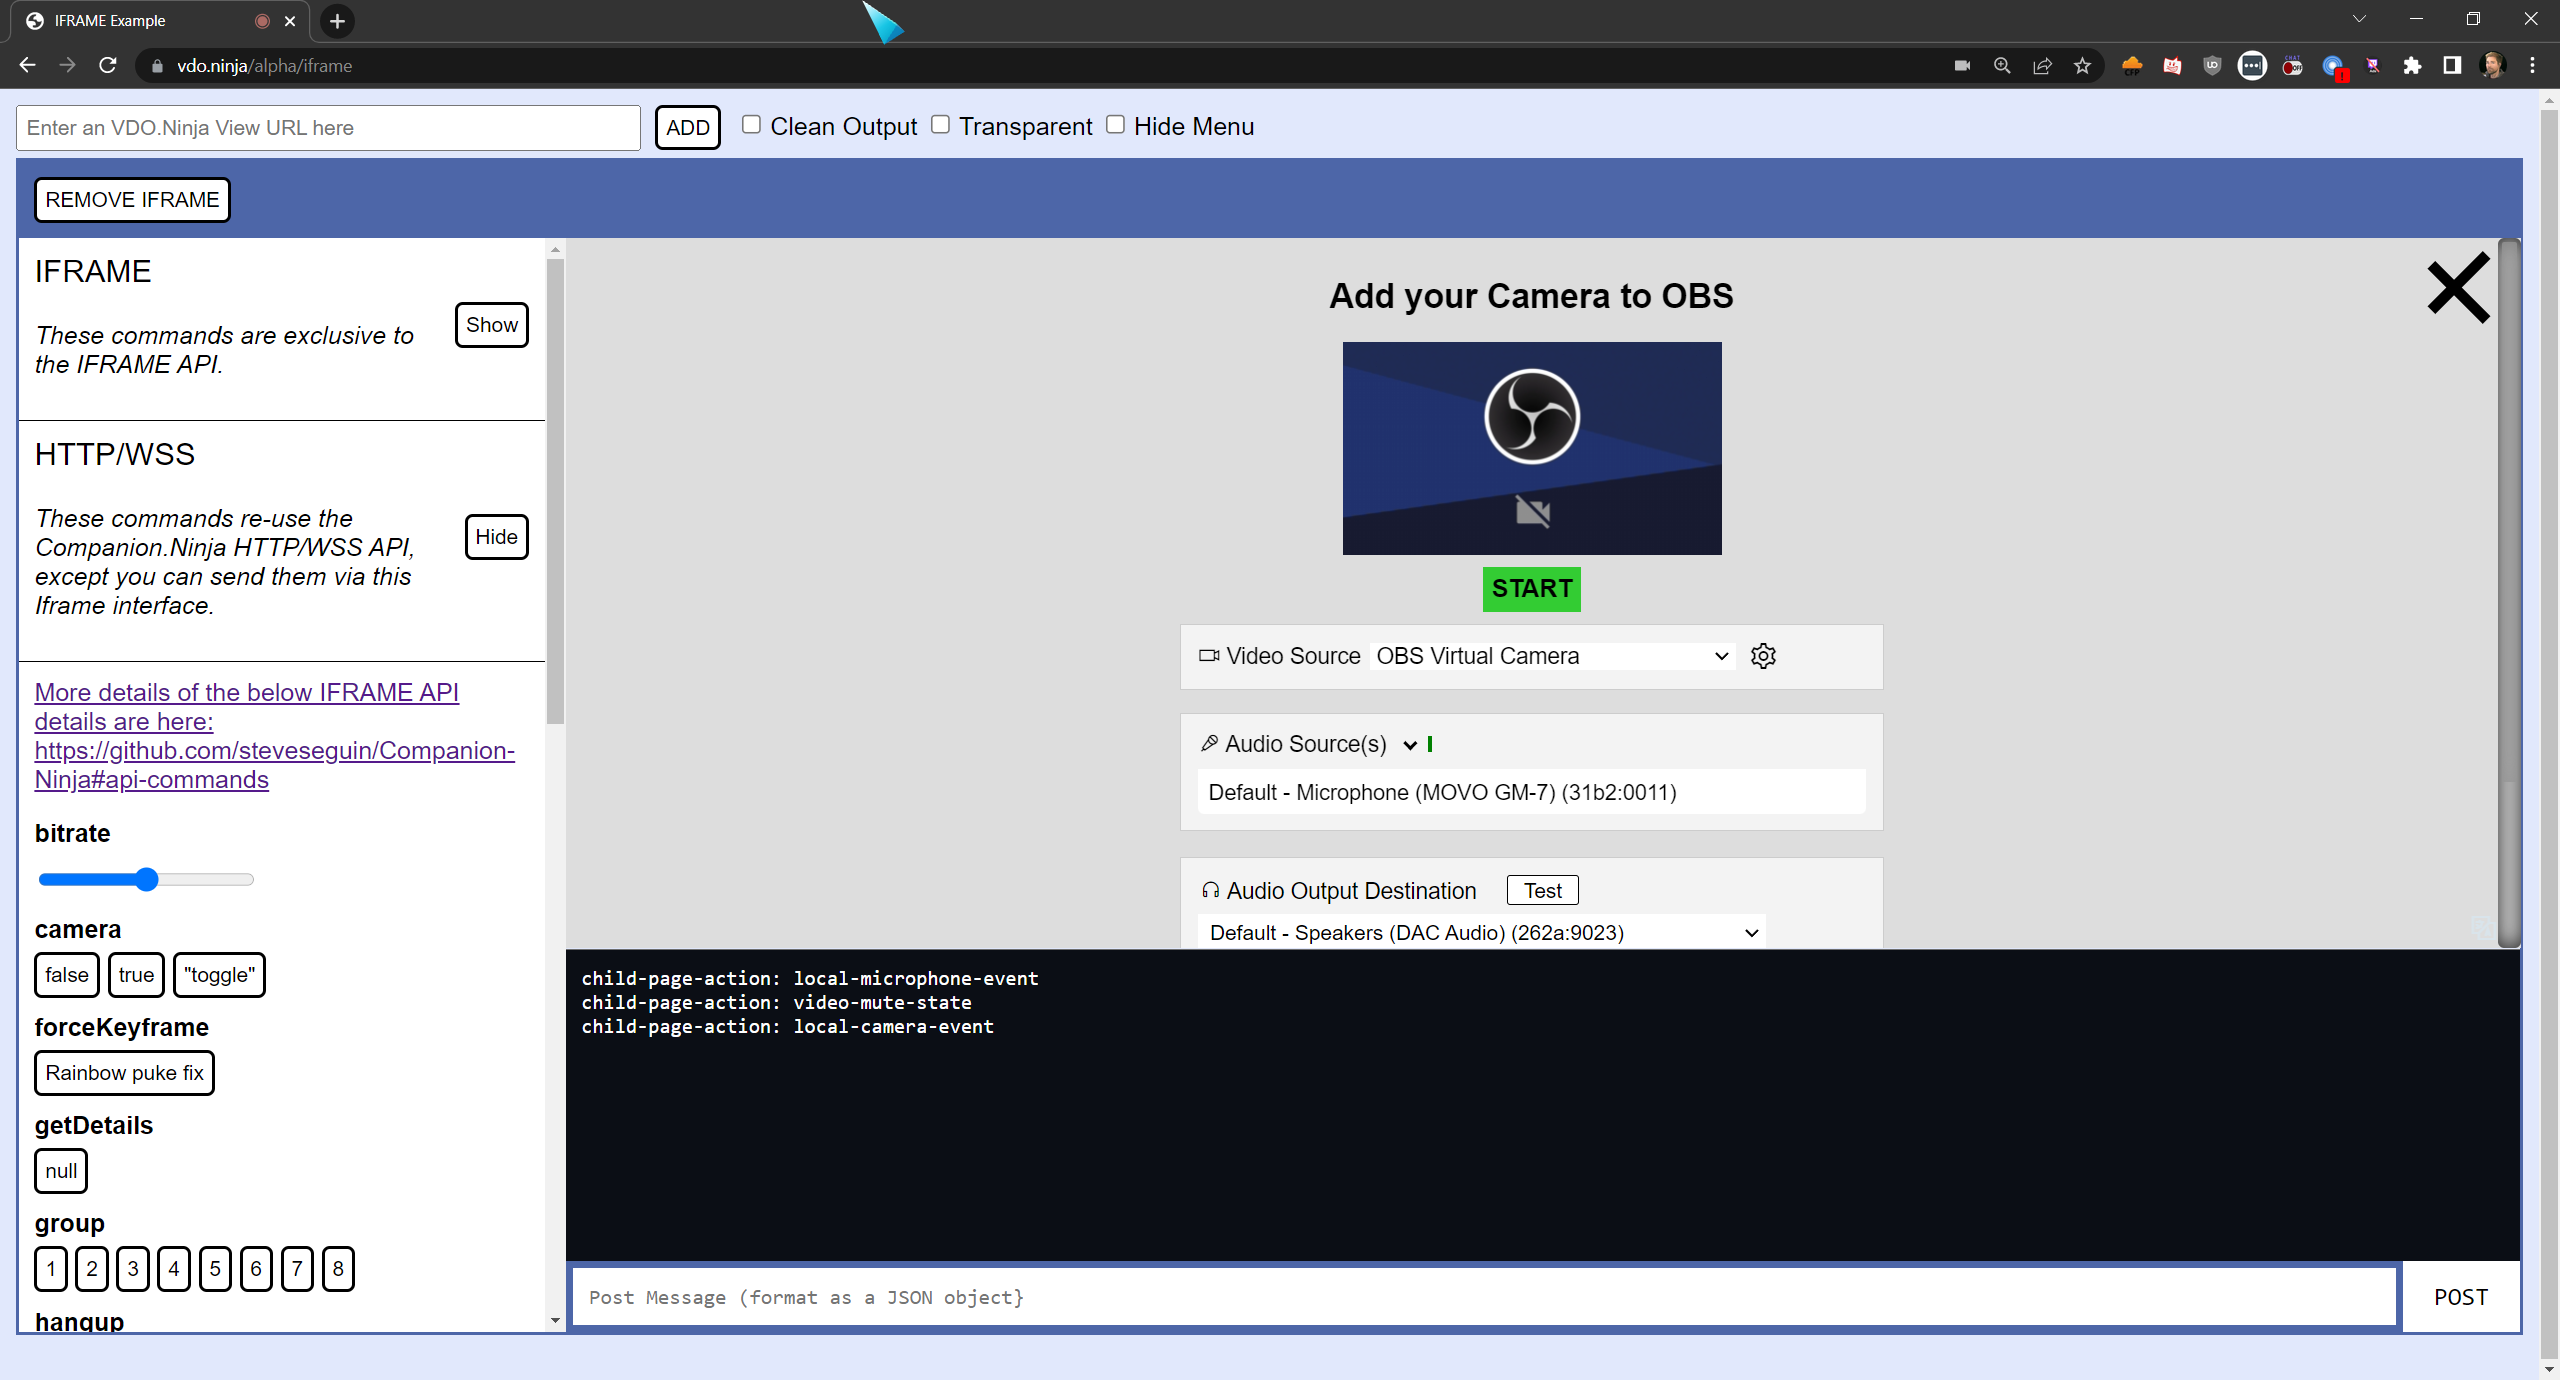 IFRAME Example
vdo.ninja/alpha/iframe
Enter an VDO.Ninja View URL here
ADD
Clean Output
Transparent
Hide Menu
REMOVE IFRAME
IFRAME
These commands are exclusive to
the IFRAME API.
Show
HTTP/WSS
These commands re-use the
Companion.Ninja HTTP/WSS API,
except you can send them via this
Iframe interface.
Hide
More details of the below IFRAME API
details are here:
https://github.com/steveseguin/Companion-
Ninja#api-commands
bitrate
camera
false true "toggle"
forceKeyframe
Rainbow puke fix
getDetails
null
group
1 2 3 4 5 6 7 8
hangup
Add your Camera to OBS
START
Video Source OBS Virtual Camera
Audio Source(s)
Default - Microphone (MOVO GM-7) (31b2:0011)
Audio Output Destination Test
Default - Speakers (DAC Audio) (262a:9023)
child-page-action: local-microphone-event
child-page-action: video-mute-state
child-page-action: local-camera-event
Post Message (format as a JSON object}
POST